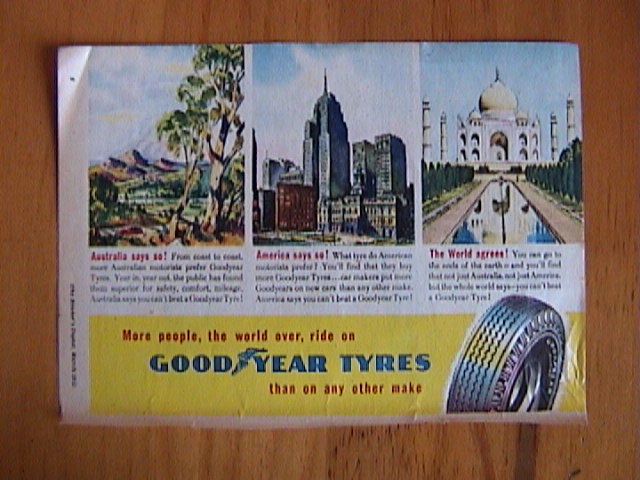 Australia says so! From coast to coast,
more Australian motorists prefer Goodyear
Tyres. Year in, year out, the public has found
them superior for safety, comfort, mileage.
Australia says you can't beat a Goodyear Tyre!
America says so! What tyre do American
motorists prefer? You'll find that they buy
more Goodyear Tyres ... car makers put more
Goodyears on new cars than any other make.
America says you can't beat a Goodyear Tyre!
The World agrees! You can go to
the ends of the earth—and you'll find
not just Australia, not just America,
but the whole world says—you can't beat
a Goodyear Tyre!
More people, the world over, ride on
GOODYEAR TYRES
than on any other make
The Reader's Digest, March